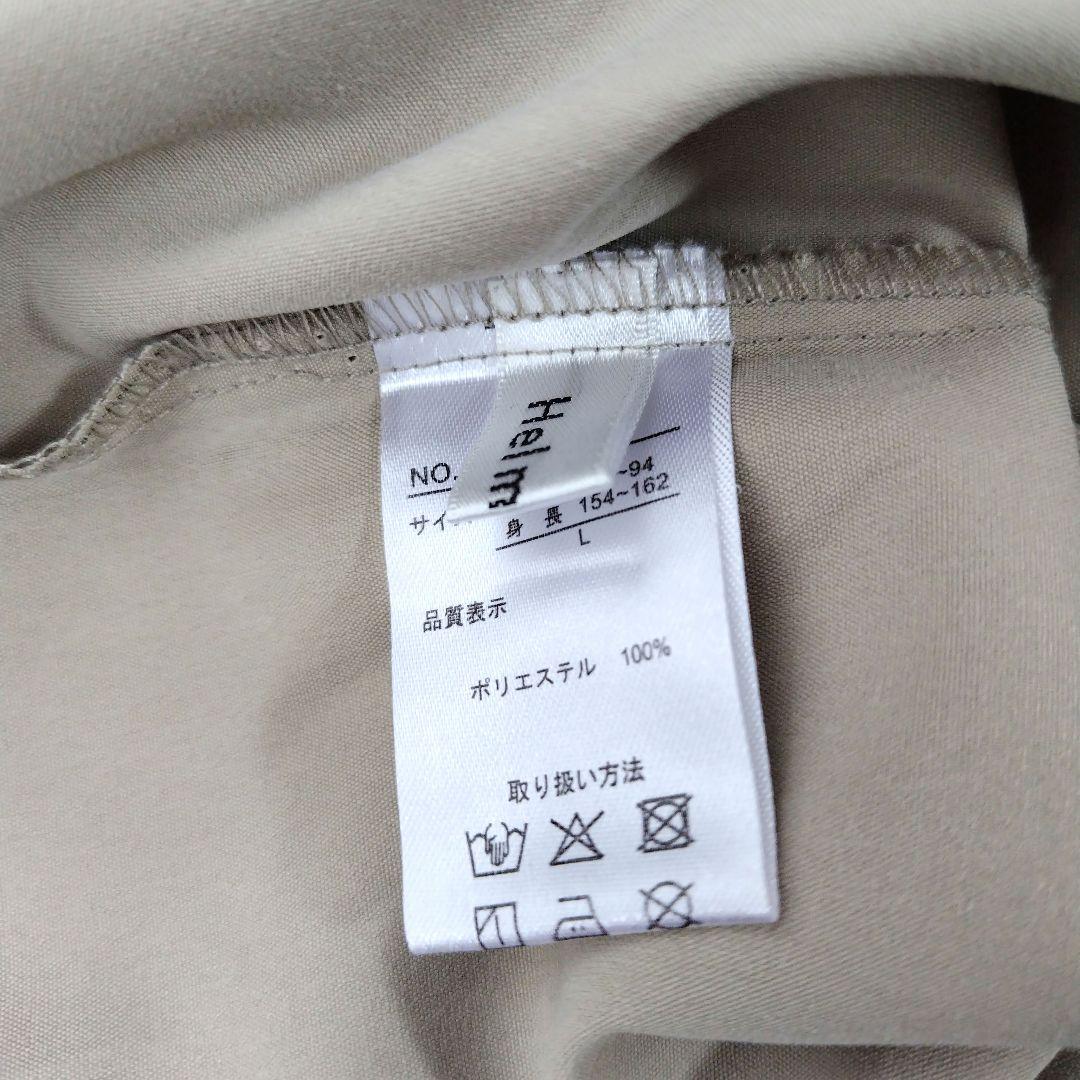 Helm
NO.
~94
サイ
身 長 154~162
L
品質表示
ポリエステル 100%
取り扱い方法